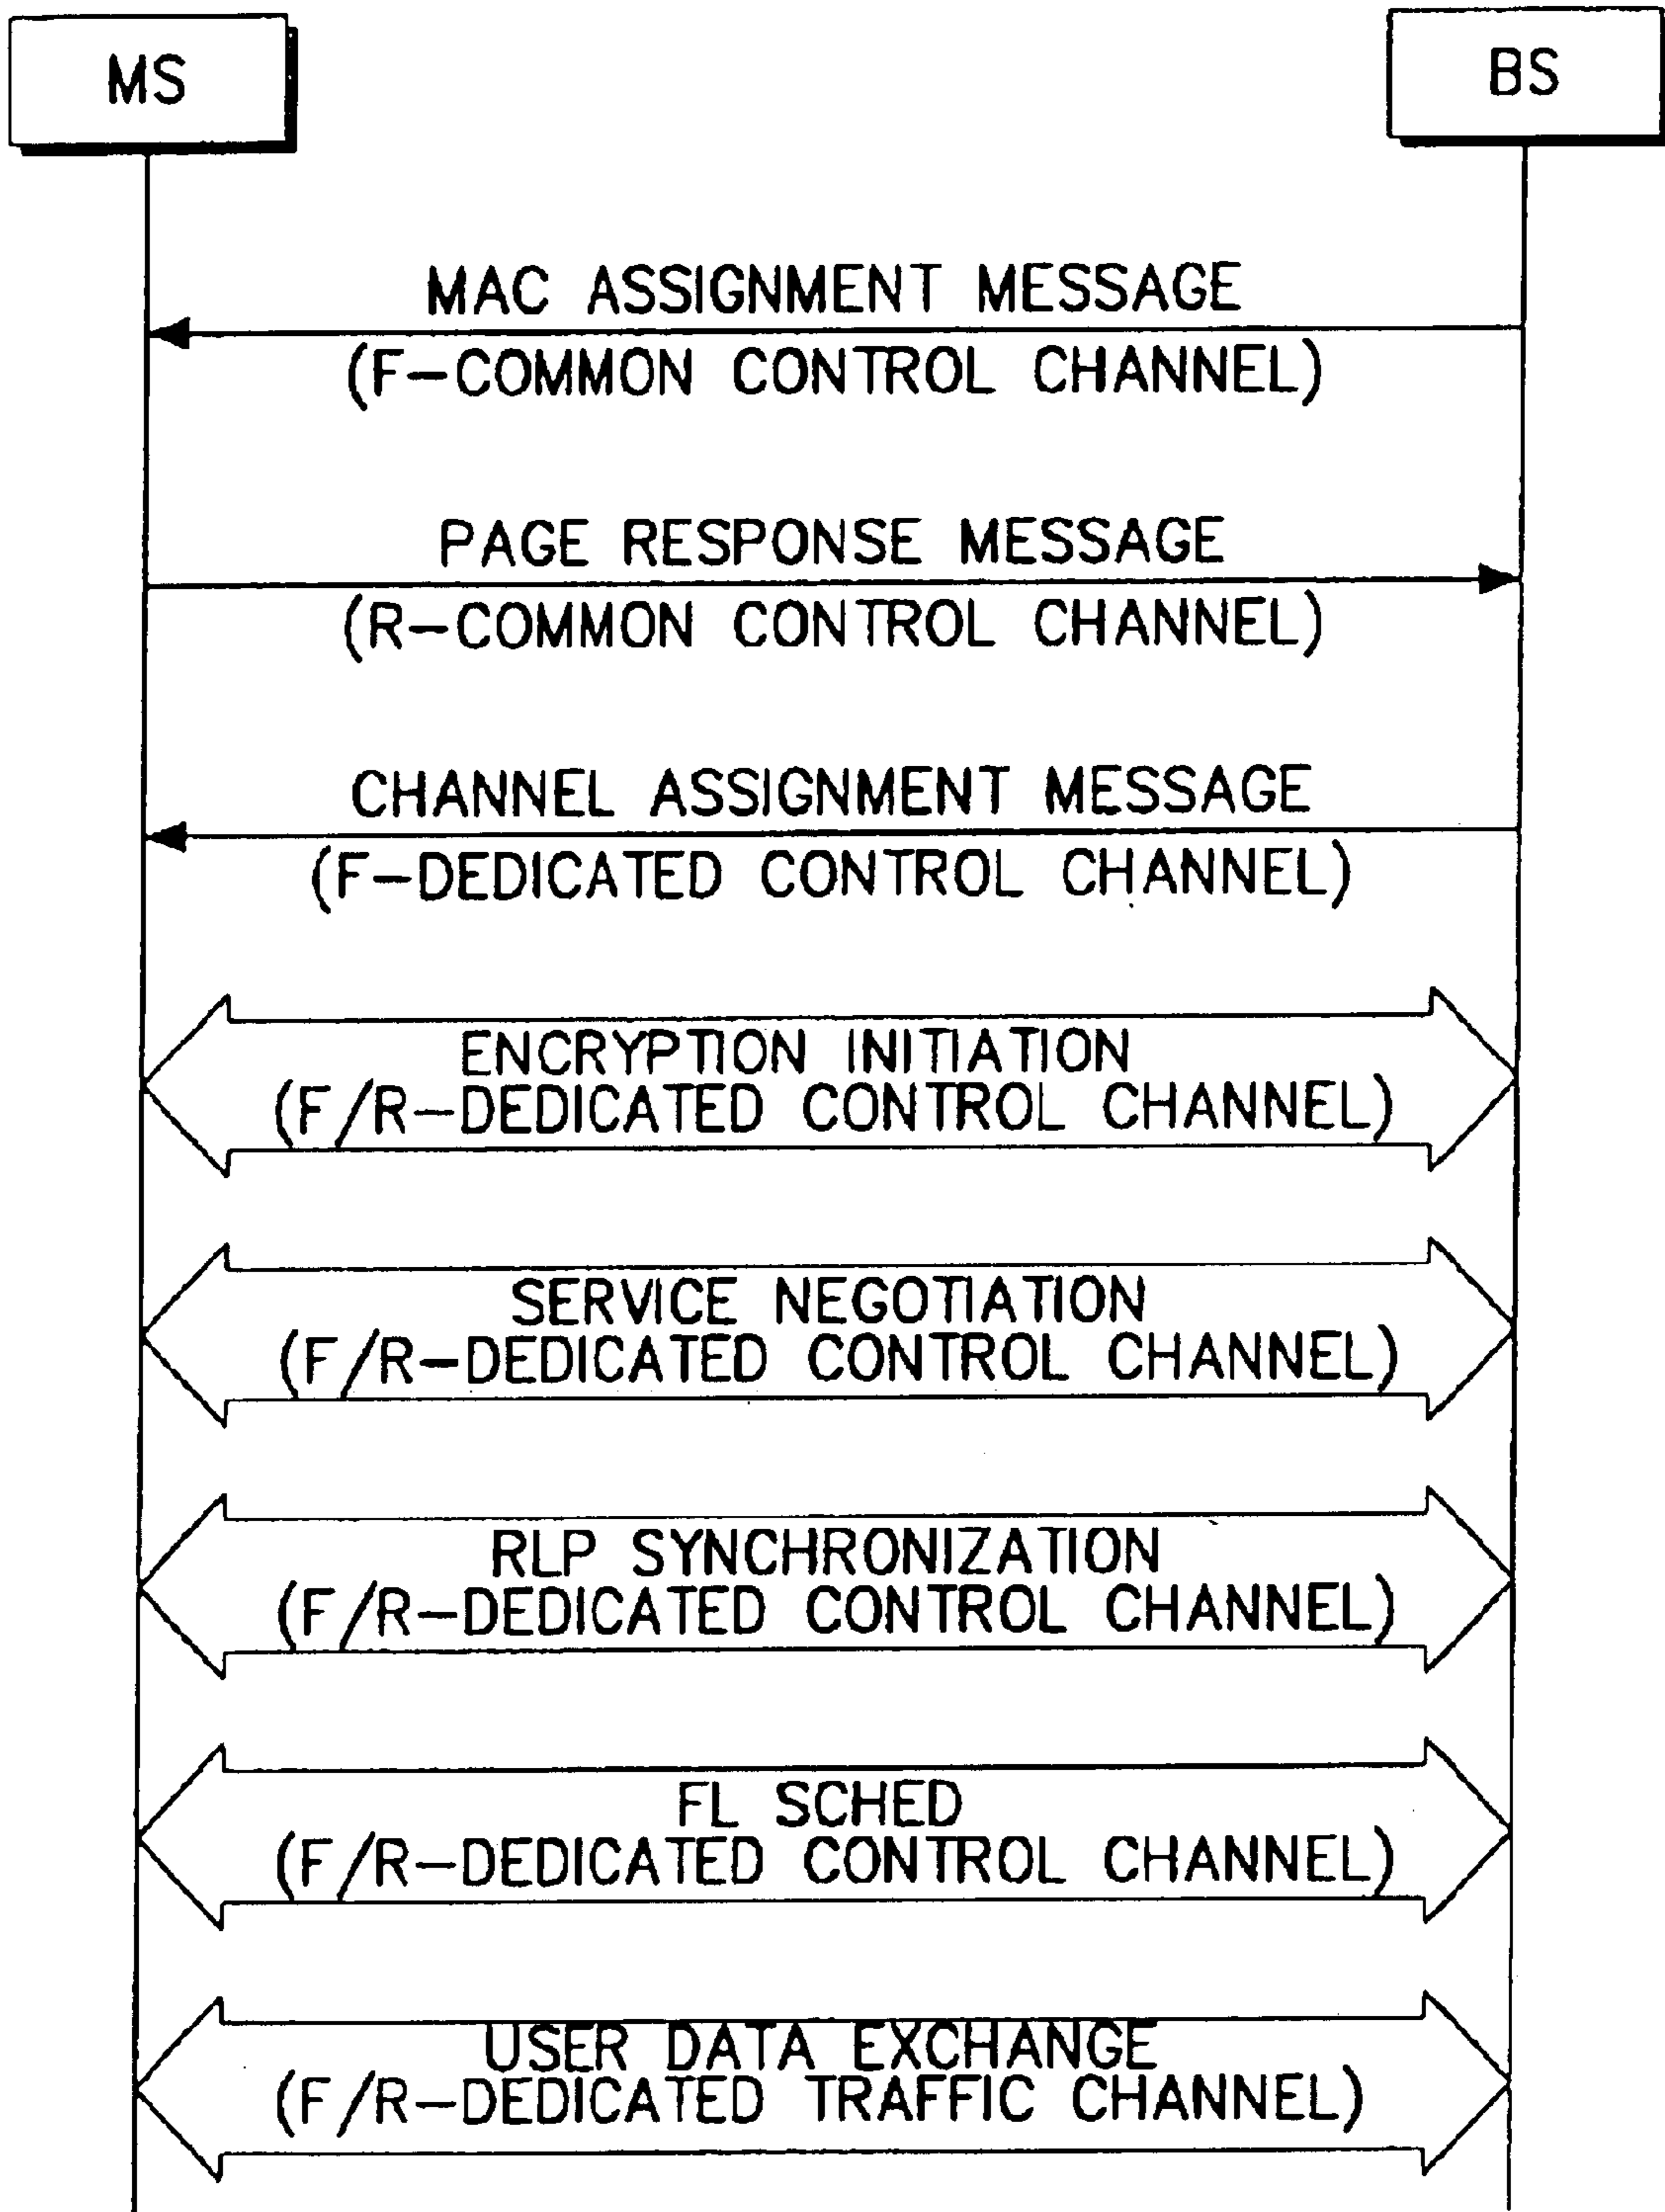 MS
BS
MAC ASSIGNMENT MESSAGE
(F-COMMON CONTROL CHANNEL)
PAGE RESPONSE MESSAGE
(R-COMMON CONTROL CHANNEL)
CHANNEL ASSIGNMENT MESSAGE
(F-DEDICATED CONTROL CHANNEL)
ENCRYPTION INITIATION
(F/R-DEDICATED CONTROL CHANNEL)
SERVICE NEGOTIATION
(F/R-DEDICATED CONTROL CHANNEL)
RLP SYNCHRONIZATION
(F/R-DEDICATED CONTROL CHANNEL)
FL SCHED
(F/R-DEDICATED CONTROL CHANNEL)
USER DATA EXCHANGE
(F/R-DEDICATED TRAFFIC CHANNEL)